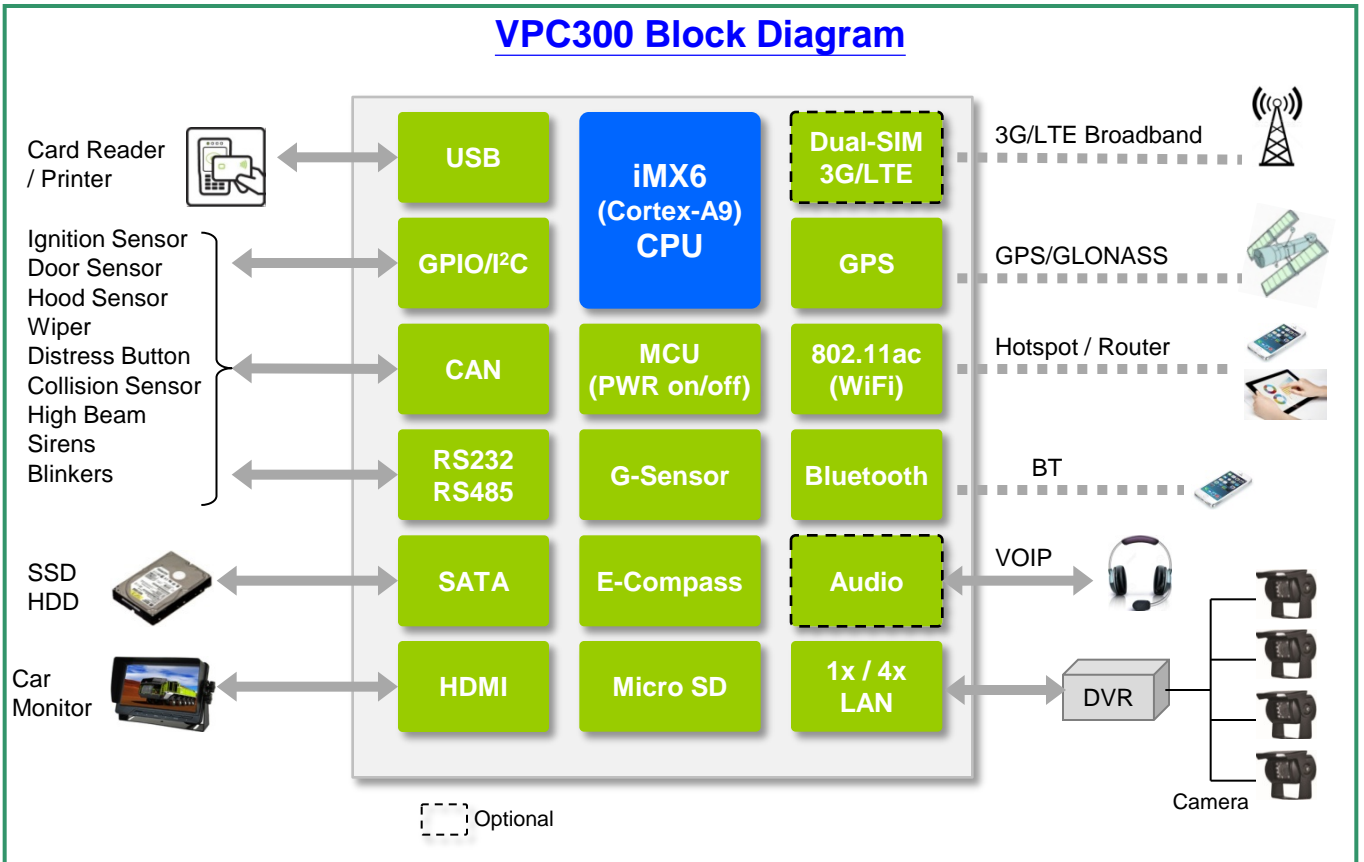 VPC300 Block Diagram
Card Reader
/ Printer
Ignition Sensor
Door Sensor
Hood Sensor
Wiper
Distress Button
Collision Sensor
High Beam
Sirens
Blinkers
SSD
HDD
Car
Monitor
USB
GPIO/I²C
CAN
RS232
RS485
SATA
HDMI
iMX6
(Cortex-A9)
CPU
MCU
(PWR on/off)
G-Sensor
E-Compass
Micro SD
Dual-SIM
3G/LTE
GPS
802.11ac
(WiFi)
Bluetooth
Audio
1x / 4x
LAN
3G/LTE Broadband
GPS/GLONASS
Hotspot / Router
BT
VOIP
DVR
Camera
Optional